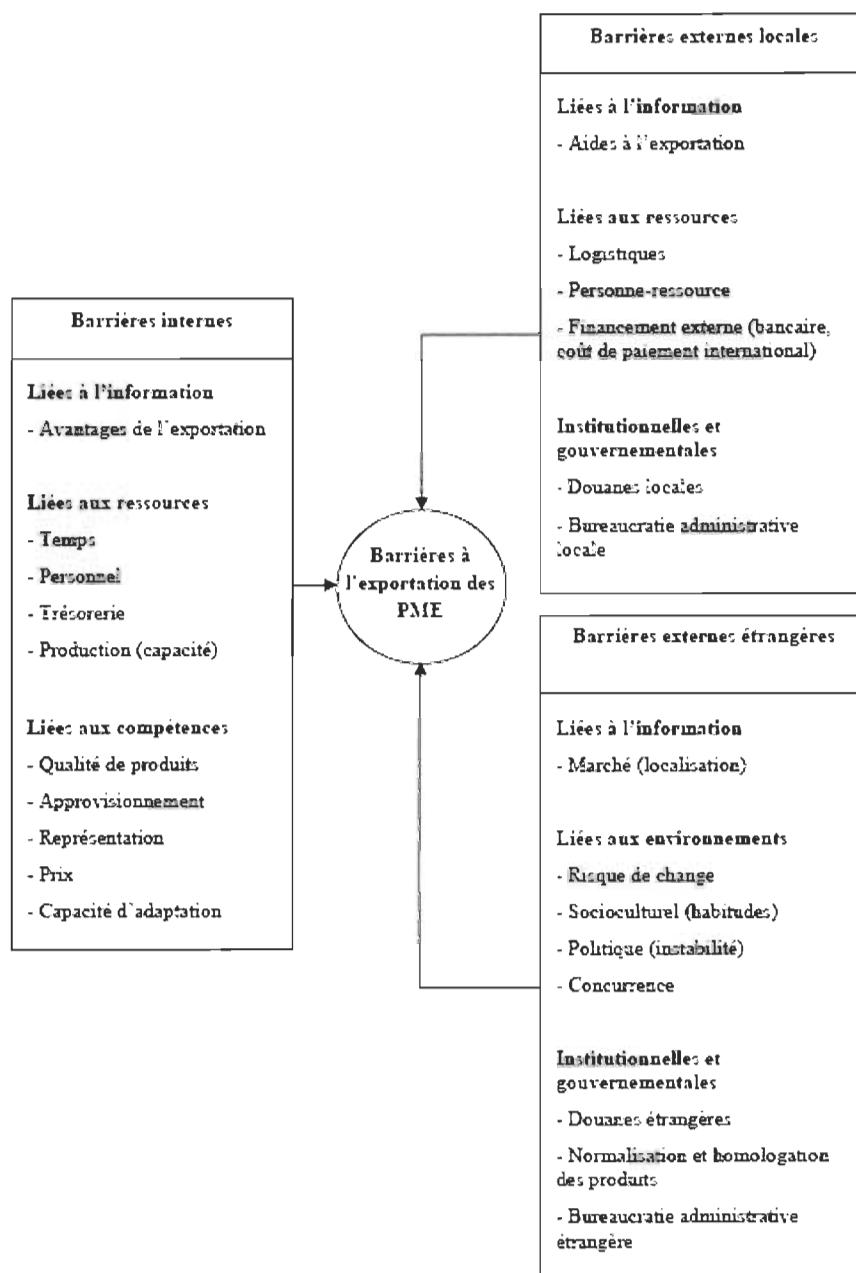 Barrières internes
Liées à l'information
- Avantages de l'exportation
Liées aux ressources
- Temps
- Personnel
- Trésorerie
- Production (capacité)
Liées aux compétences
- Qualité de produits
- Approvisionnement
- Représentation
- Prix
- Capacité d'adaptation
Barrières à
l'exportation des
PME
Barrières externes locales
Liées à l'information
- Aides à l'exportation
Liées aux ressources
- Logistiques
- Personne-ressource
- Financement externe (bancaire,
coût de paiement international)
Institutionnelles et
gouvernementales
- Douanes locales
- Bureaucratie administrative
locale
Barrières externes étrangères
Liées à l'information
- Marché (localisation)
Liées aux environnements
- Risque de change
- Socioculturel (habitudes)
- Politique (instabilité)
- Concurrence
Institutionnelles et
gouvernementales
- Douanes étrangères
- Normalisation et homologation
des produits
- Bureaucratie administrative
étrangère